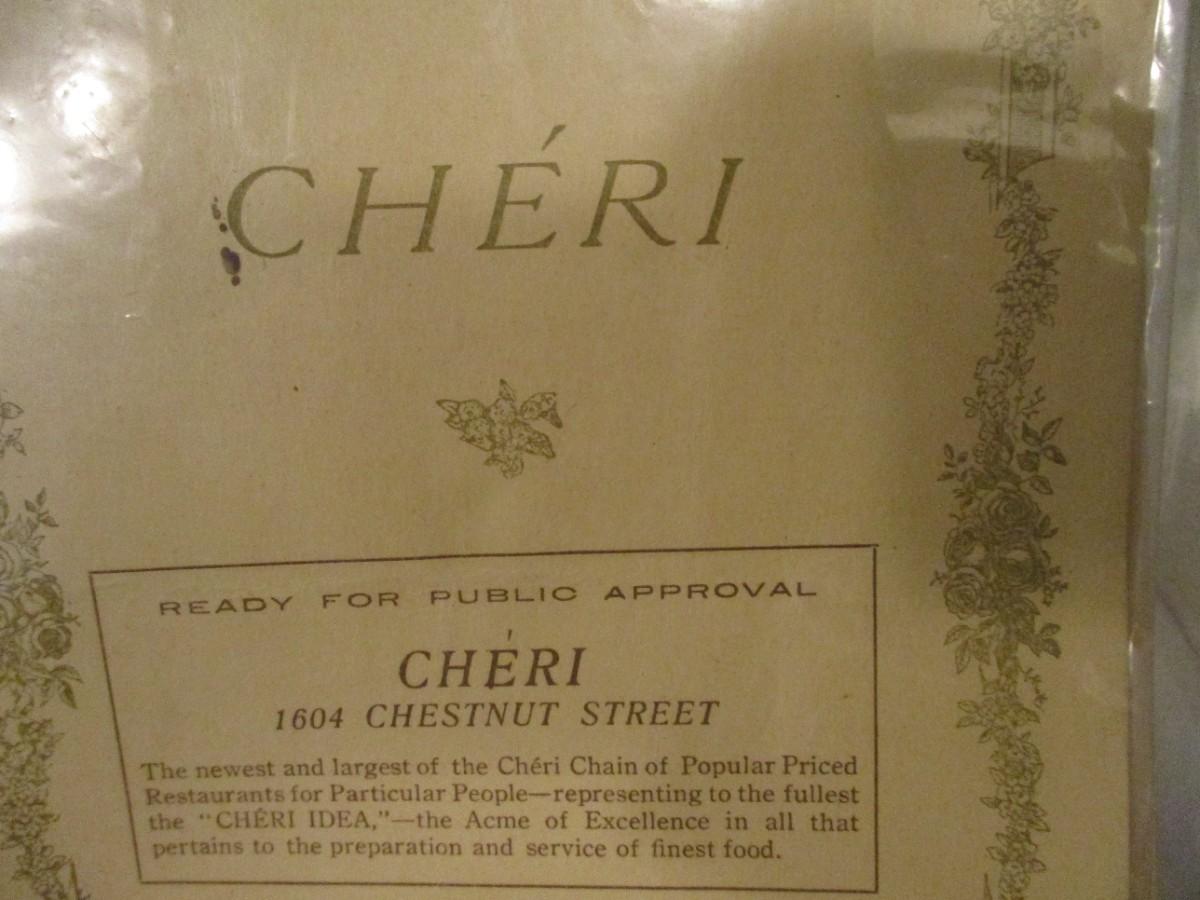 CHÉRI
READY FOR PUBLIC APPROVAL
CHÉRI
1604 CHESTNUT STREET
The newest and largest of the Chéri Chain of Popular Priced
Restaurants for Particular People—representing to the fullest
the "CHÉRI IDEA,"—the Acme of Excellence in all that
pertains to the preparation and service of finest food.